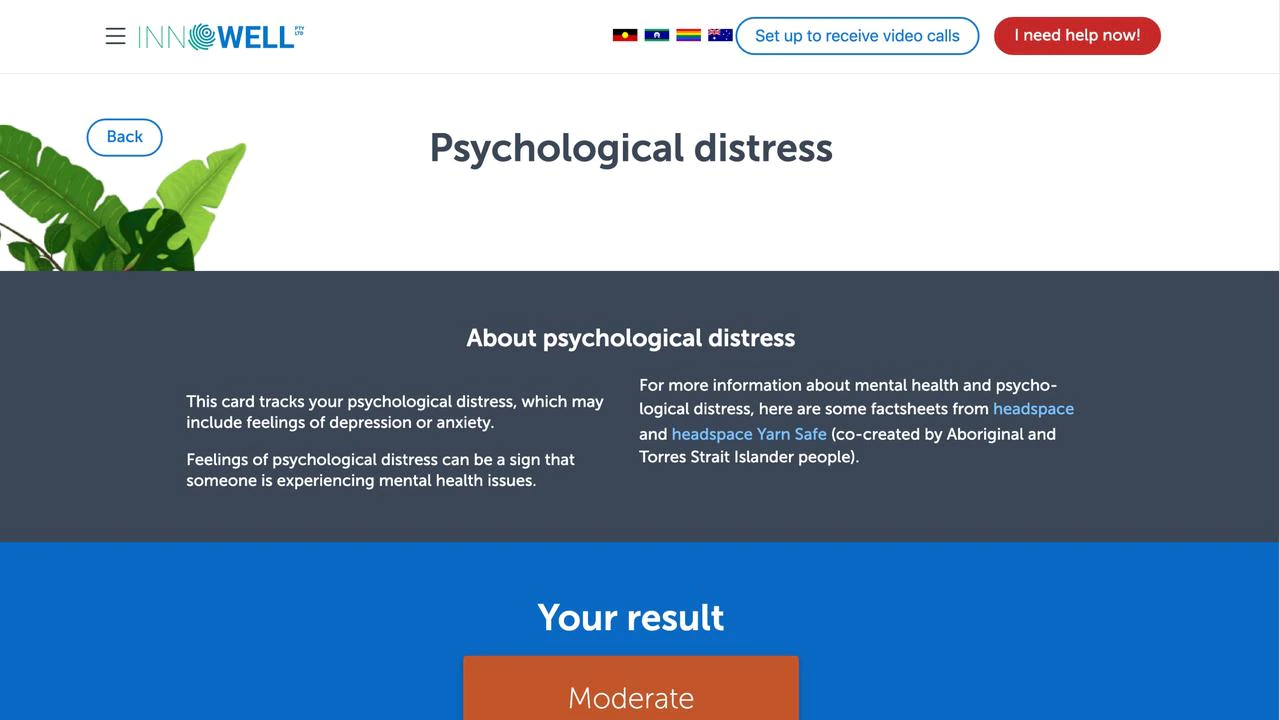 INNOWELL PTY LTD
Set up to receive video calls
I need help now!
Back
Psychological distress
About psychological distress
This card tracks your psychological distress, which may
include feelings of depression or anxiety.
Feelings of psychological distress can be a sign that
someone is experiencing mental health issues.
For more information about mental health and psycho-
logical distress, here are some factsheets from headspace
and headspace Yarn Safe (co-created by Aboriginal and
Torres Strait Islander people).
Your result
Moderate